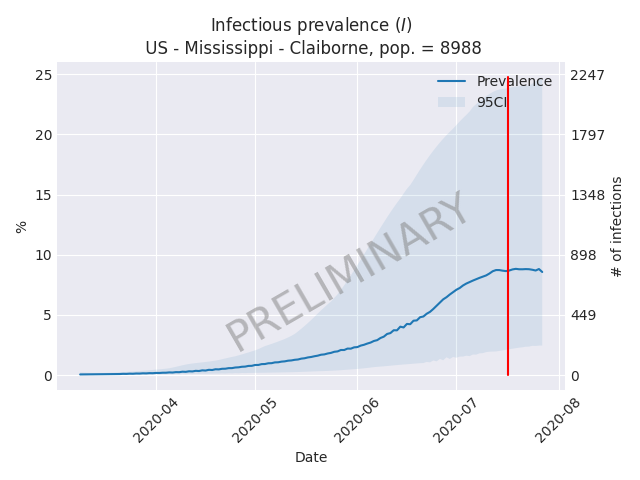 Infectious prevalence (I)
US - Mississippi - Claiborne, pop. = 8988
Prevalence
95CI
25
20
15
10
5
0
%
2247
1797
1348
898
449
0
# of infections
PRELIMINARY
2020-04
2020-05
2020-06
2020-07
2020-08
Date